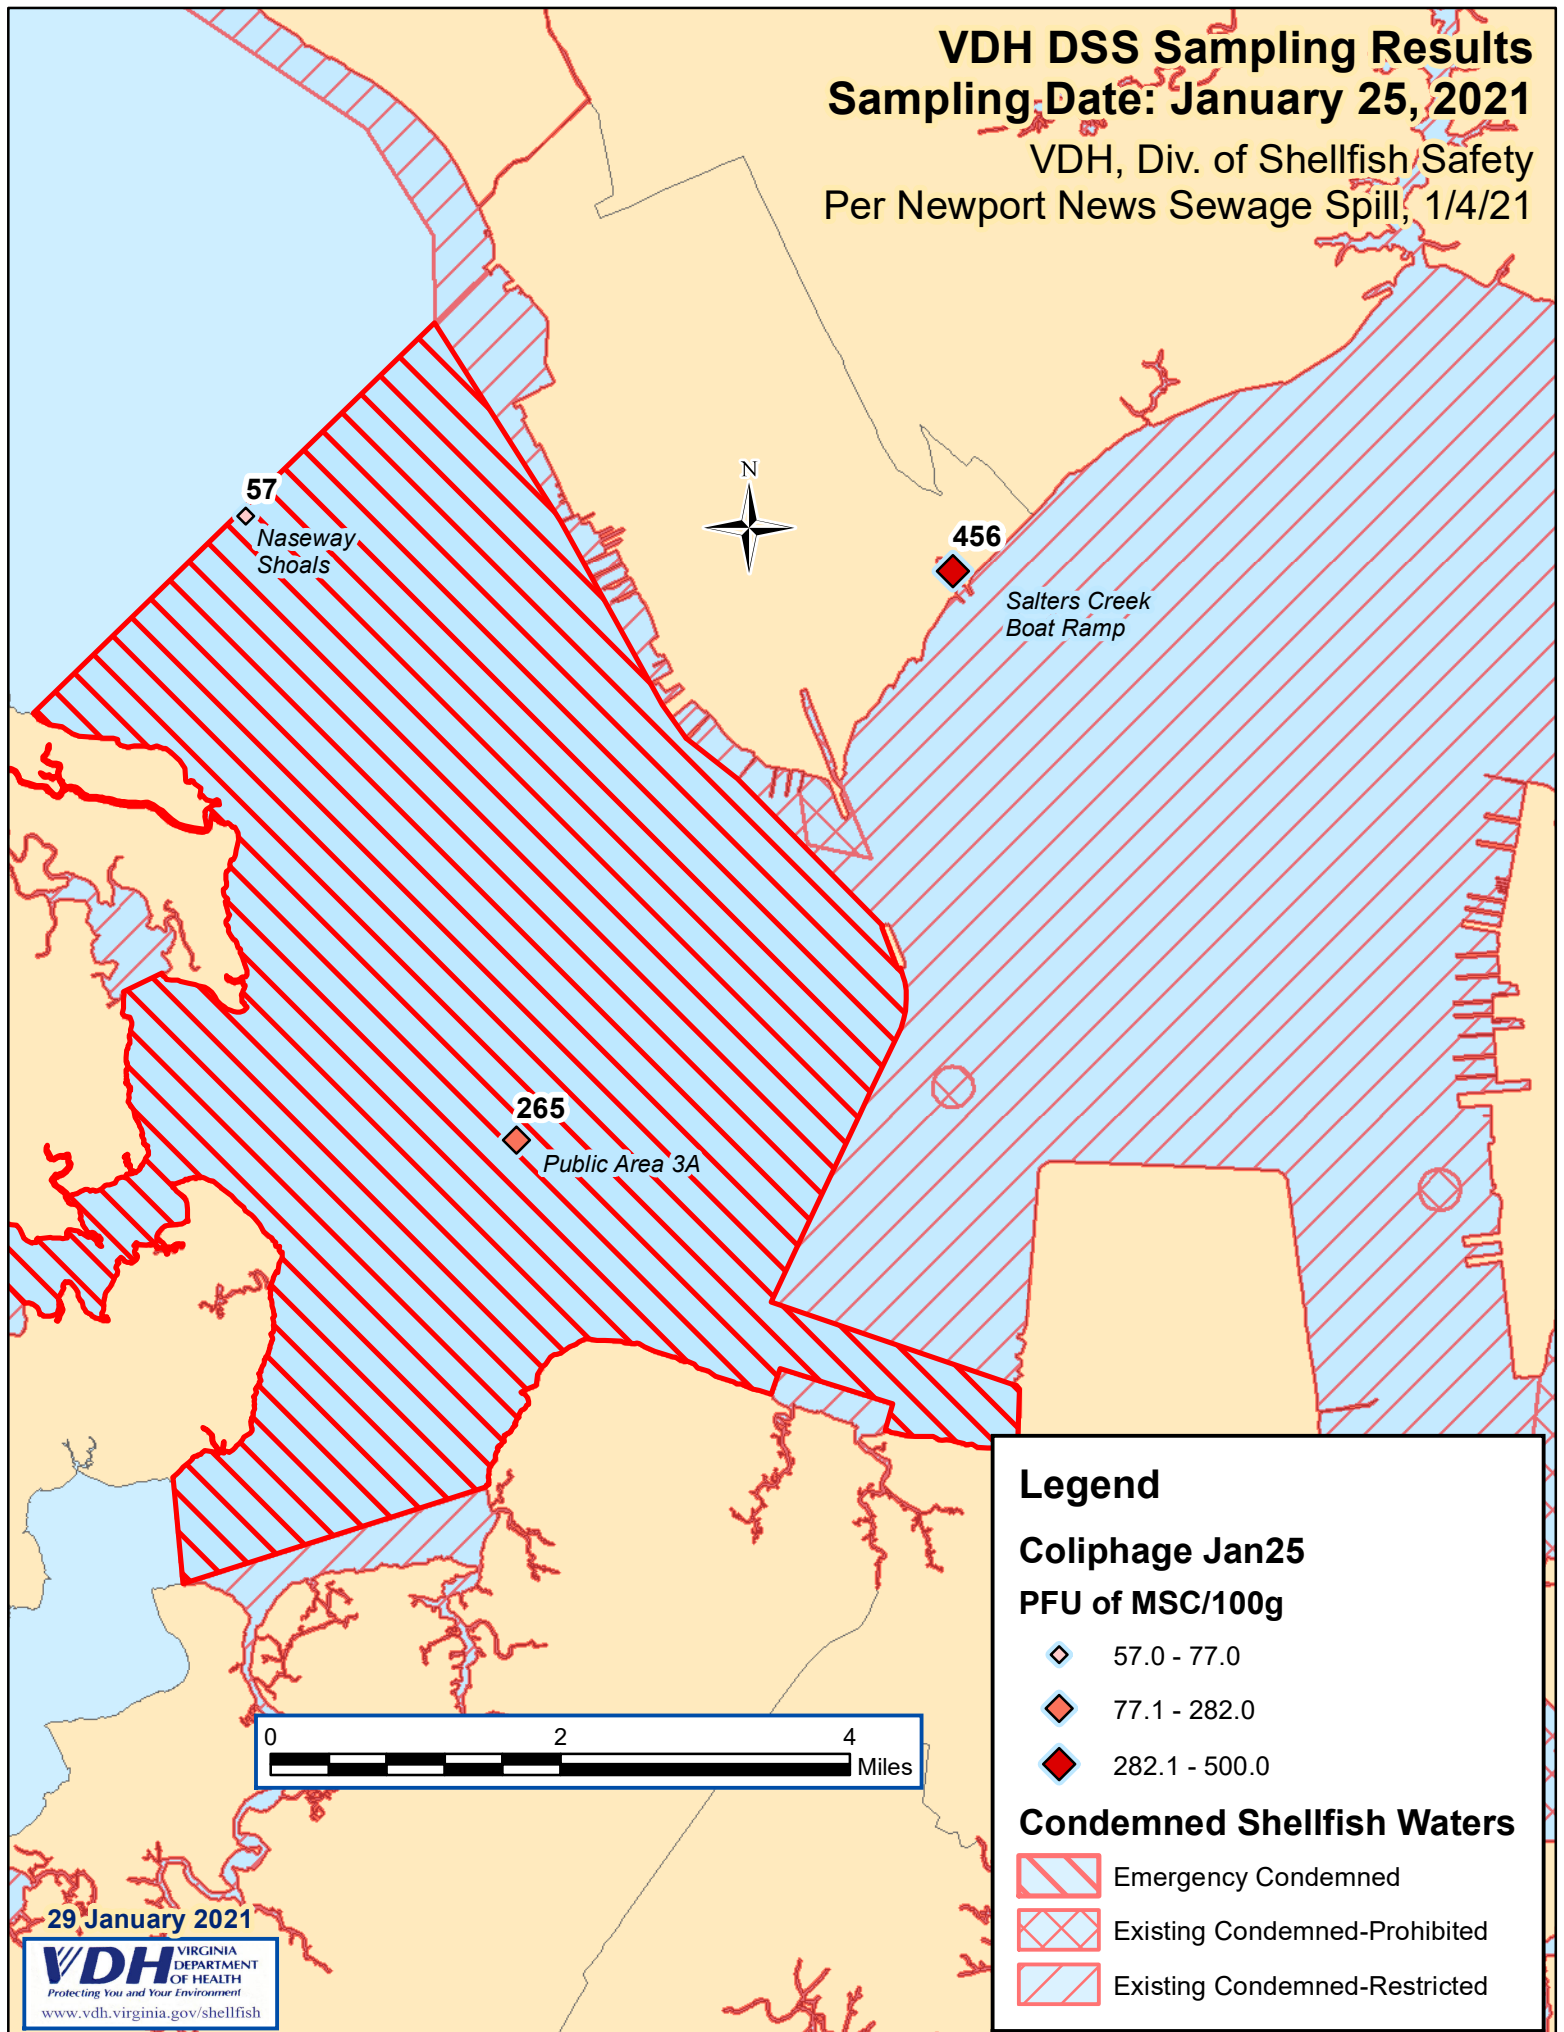 VDH DSS Sampling Results
Sampling Date: January 25, 2021
VDH, Div. of Shellfish Safety
Per Newport News Sewage Spill, 1/4/21
N
57
Naseway
Shoals
456
Salters Creek
Boat Ramp
265
Public Area 3A
Legend
Coliphage Jan25
PFU of MSC/100g
57.0 - 77.0
77.1 - 282.0
282.1 - 500.0
Condemned Shellfish Waters
Emergency Condemned
Existing Condemned-Prohibited
Existing Condemned-Restricted
0 2 4
Miles
29 January 2021
VDH VIRGINIA
DEPARTMENT
OF HEALTH
Protecting You and Your Environment
www.vdh.virginia.gov/shellfish